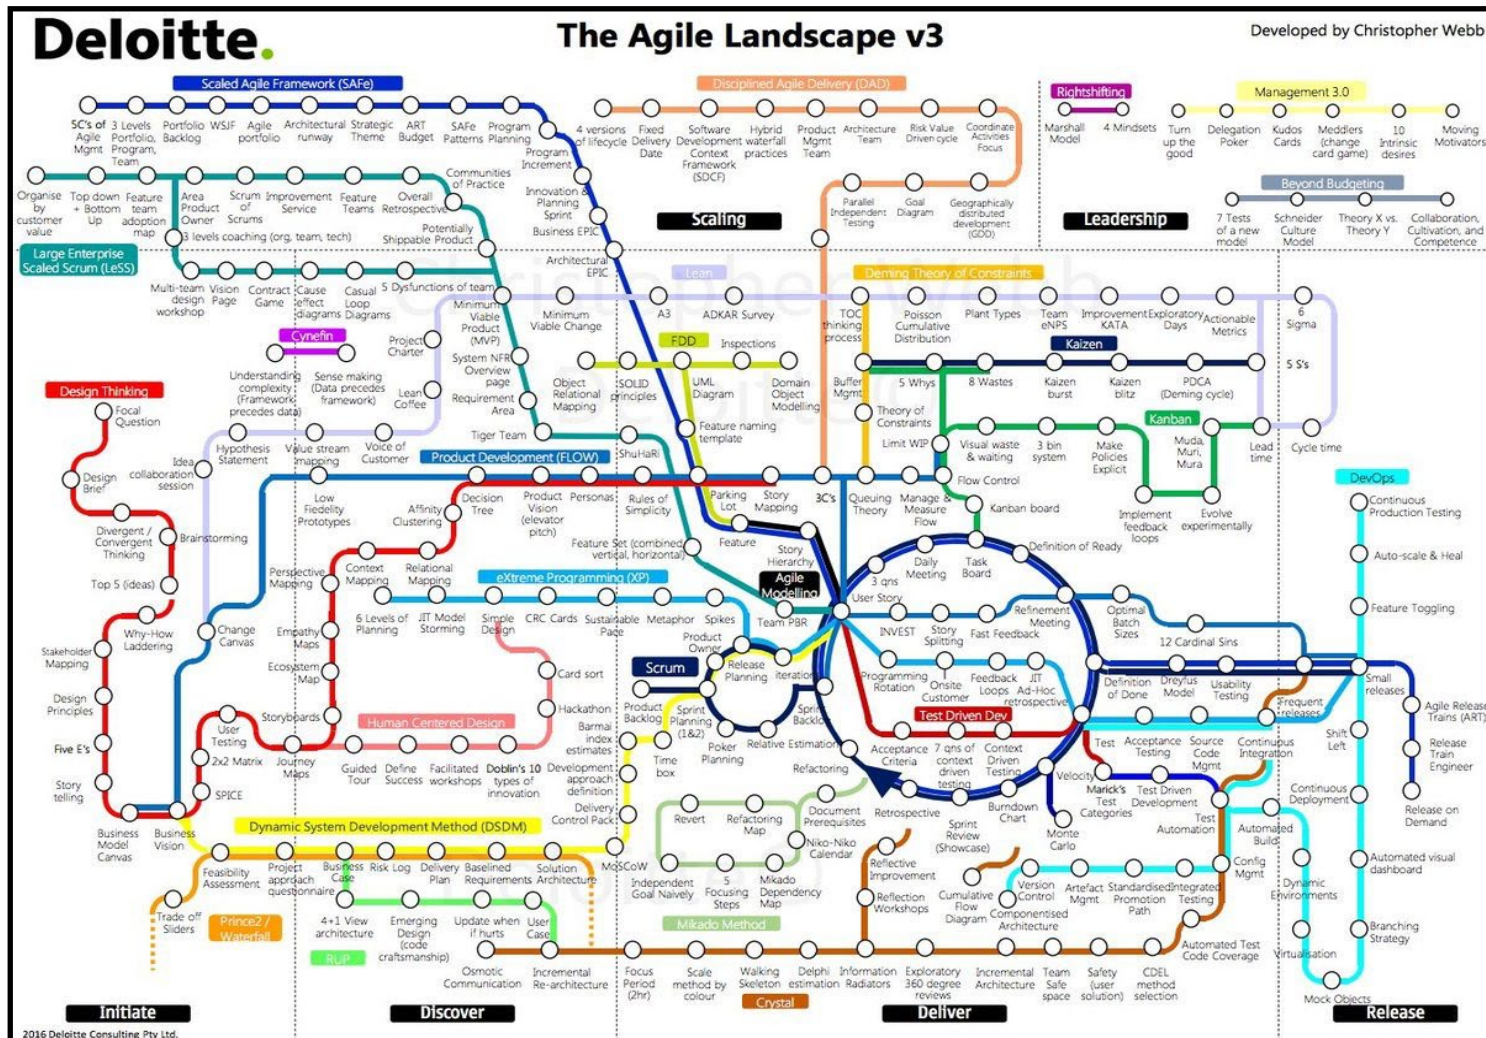 Deloitte.
The Agile Landscape v3
Developed by Christopher Webb
Scaled Agile Framework (SAFe)
5C's of
Agile
Mgmt
3 Levels
Portfolio,
Program,
Team
Portfolio
Backlog
WSJF
Agile
portfolio
Architectural
runway
Strategic
Theme
ART
Budget
SAFe
Patterns
Program
Planning
Program
Increment
Innovation &
Planning
Sprint
Business EPIC
Architectural
EPIC
Disciplined Agile Delivery (DAD)
4 versions
of lifecycle
Fixed
Delivery
Date
Software
Development
Context
Framework
(SDCF)
Hybrid
waterfall
practices
Product
Mgmt
Team
Architecture
Team
Risk Value
Driven cycle
Coordinate
Activities
Focus
Parallel
Independent
Testing
Goal
Diagram
Geographically
distributed
development
(GDD)
Scaling
Rightshifting
Marshall
Model
4 Mindsets
Management 3.0
Turn
up the
good
Delegation
Poker
Kudos
Cards
Meddlers
(change
card game)
10
Intrinsic
desires
Moving
Motivators
Beyond Budgeting
7 Tests
of a new
model
Schneider
Culture
Model
Theory X vs.
Theory Y
Collaboration,
Cultivation, and
Competence
Leadership
Organise
by
customer
value
Top down
+ Bottom
Up
Feature
team
adoption
map
Area
Product
Owner
Scrum
of
Scrums
Improvement
Service
Feature
Teams
Overall
Retrospective
Communities
of Practice
Potentially
Shippable Product
3 levels coaching (org, team, tech)
Large Enterprise
Scaled Scrum (LeSS)
Multi-team
design
workshop
Vision
Page
Contract
Game
Cause
effect
diagrams
Casual
Loop
Diagrams
5 Dysfunctions of team
Minimum
Viable
Product
(MVP)
System NFR
Overview
page
Requirement
Area
Tiger Team
ShuHaRi
Feature Set (combined,
vertical, horizontal)
Team PBR
Christopher Webb
Deloitte
Lean
Minimum
Viable Change
A3
ADKAR Survey
Deming Theory of Constraints
TOC
thinking
process
Poisson
Cumulative
Distribution
Plant Types
Team
eNPS
Improvement
KATA
Exploratory
Days
Actionable
Metrics
6
Sigma
5 S's
Cycle time
Lead
time
Project
Charter
Lean
Coffee
Voice of
Customer
Value stream
mapping
Hypothesis
Statement
Idea
collaboration
session
Change
Canvas
Cynefin
Understanding
complexity
(Framework
precedes data)
Sense making
(Data precedes
framework)
FDD
Inspections
Object
Relational
Mapping
SOLID
principles
UML
Diagram
Domain
Object
Modelling
Feature naming
template
Parking
Lot
Feature
Kaizen
Buffer
Mgmt
5 Whys
8 Wastes
Kaizen
burst
Kaizen
blitz
PDCA
(Deming cycle)
Theory of
Constraints
Kanban
Limit WIP
Visual waste
& waiting
3 bin
system
Make
Policies
Explicit
Implement
feedback
loops
Evolve
experimentally
Muda,
Muri,
Mura
Flow Control
Kanban board
Task
Board
Design Thinking
Focal
Question
Design
Brief
Divergent /
Convergent
Thinking
Brainstorming
Top 5 (ideas)
Why-How
Laddering
Stakeholder
Mapping
Design
Principles
Five E's
Story
telling
Business
Model
Canvas
Business
Vision
SPICE
2x2 Matrix
User
Testing
Journey
Maps
Storyboards
Ecosystem
Map
Empathy
Maps
Perspective
Mapping
Context
Mapping
Relational
Mapping
Affinity
Clustering
Product Development (FLOW)
Low
Fiedelity
Prototypes
Decision
Tree
Product
Vision
(elevator
pitch)
Personas
Rules of
Simplicity
Story
Mapping
3C's
Queuing
Theory
Manage &
Measure
Flow
Story
Hierarchy
Agile
Modelling
eXtreme Programming (XP)
6 Levels of
Planning
JIT Model
Storming
Simple
Design
CRC Cards
Sustainable
Pace
Metaphor
Spikes
Card sort
Hackathon
Human Centered Design
Guided
Tour
Define
Success
Facilitated
workshops
Doblin's 10
types of
innovation
Scrum
Product
Backlog
Product
Owner
Release
Planning
Iteration
Sprint
Planning
(1&2)
Poker
Planning
Relative Estimation
Sprint
Backlog
User Story
3 qns
Daily
Meeting
Definition of Ready
Refinement
Meeting
INVEST
Story
Splitting
Fast Feedback
Optimal
Batch
Sizes
12 Cardinal Sins
Programming
Rotation
Onsite
Customer
Feedback
Loops
JIT
Ad-Hoc
retrospective
Definition
of Done
Dreyfus
Model
Usability
Testing
Frequent
releases
Small
releases
Test Driven Dev
Acceptance
Criteria
7 qns of
context
driven
testing
Context
Driven
Testing
Test
Acceptance
Testing
Source
Code
Mgmt
Continuous
Integration
Velocity
Marick's
Test
Categories
Test Driven
Development
Test
Automation
Monte
Carlo
Burndown
Chart
Sprint
Review
(Showcase)
Retrospective
Refactoring
DevOps
Continuous
Production Testing
Auto-scale & Heal
Feature Toggling
Agile Release
Trains (ART)
Release
Train
Engineer
Release on
Demand
Shift
Left
Continuous
Deployment
Automated visual
dashboard
Branching
Strategy
Mock Objects
Virtualisation
Dynamic
Environments
Automated
Build
Config
Mgmt
Version
Control
Artefact
Mgmt
Standardised
Promotion
Path
Integrated
Testing
Componentised
Architecture
Automated Test
Code Coverage
Barmai
index
estimates
Time
box
Development
approach
definition
Delivery
Control Pack
MoSCoW
Dynamic System Development Method (DSDM)
Feasibility
Assessment
Project
approach
questionnaire
Business
Case
Risk Log
Delivery
Plan
Baselined
Requirements
Solution
Architecture
Trade off
Sliders
Prince2 /
Waterfall
RUP
4+1 View
architecture
Emerging
Design
(code
craftsmanship)
Update when
if hurts
User
Case
Revert
Refactoring
Map
Document
Prerequisites
Niko-Niko
Calendar
Independent
Goal Naively
5
Focusing
Steps
Mikado
Dependency
Map
Mikado Method
Reflective
Improvement
Reflection
Workshops
Cumulative
Flow
Diagram
Osmotic
Communication
Incremental
Re-architecture
Focus
Period
(2hr)
Scale
method by
colour
Walking
Skeleton
Delphi
estimation
Information
Radiators
Exploratory
360 degree
reviews
Incremental
Architecture
Team
Safe
space
Safety
(user
solution)
CDEL
method
selection
Crystal
Initiate
Discover
Deliver
Release
2016 Deloitte Consulting Pty Ltd.